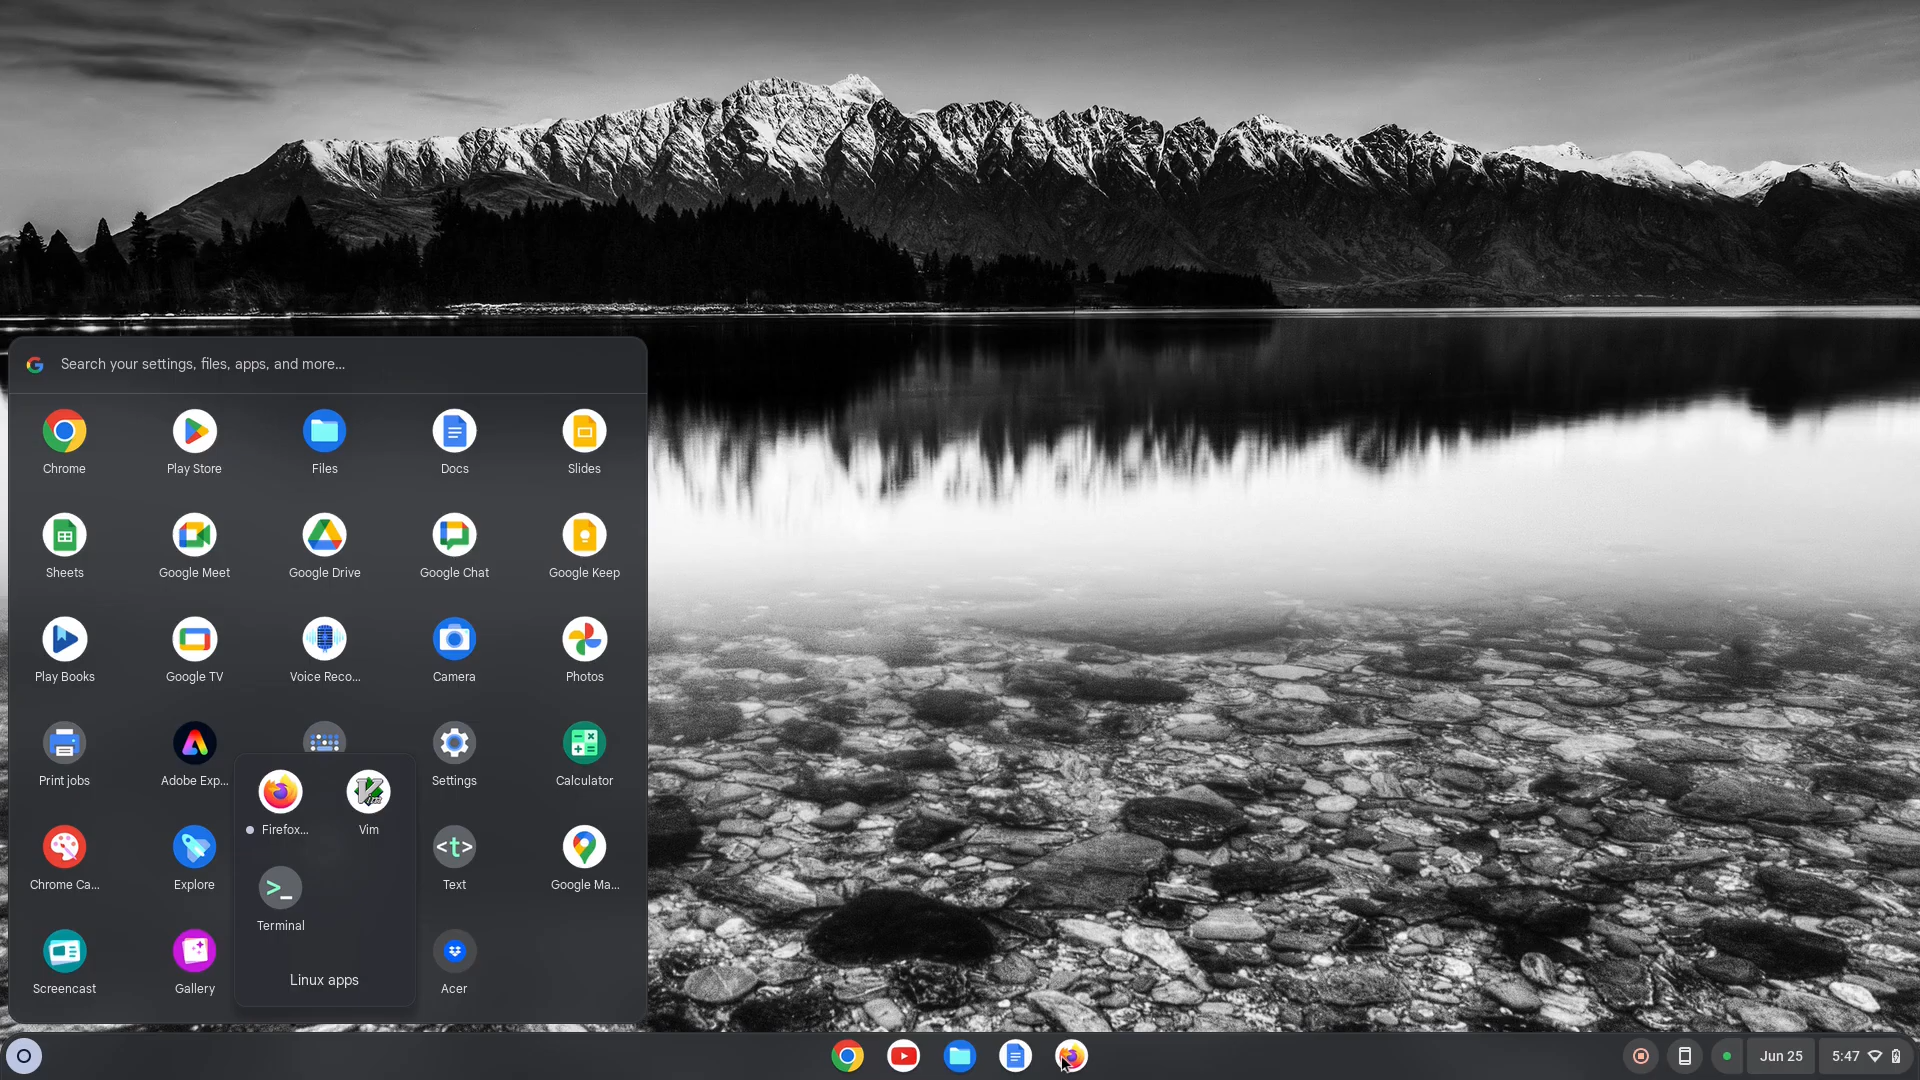 Search your settings, files, apps, and more...
Chrome
Play Store
Files
Docs
Slides
Sheets
Google Meet
Google Drive
Google Chat
Google Keep
Play Books
Google TV
Voice Reco...
Camera
Photos
Print jobs
Adobe Exp...
Settings
Calculator
Firefox...
Vim
Chrome Ca...
Explore
<t>
Text
Google Ma...
>_
Terminal
Linux apps
Screencast
Gallery
Acer
Jun 25
5:47